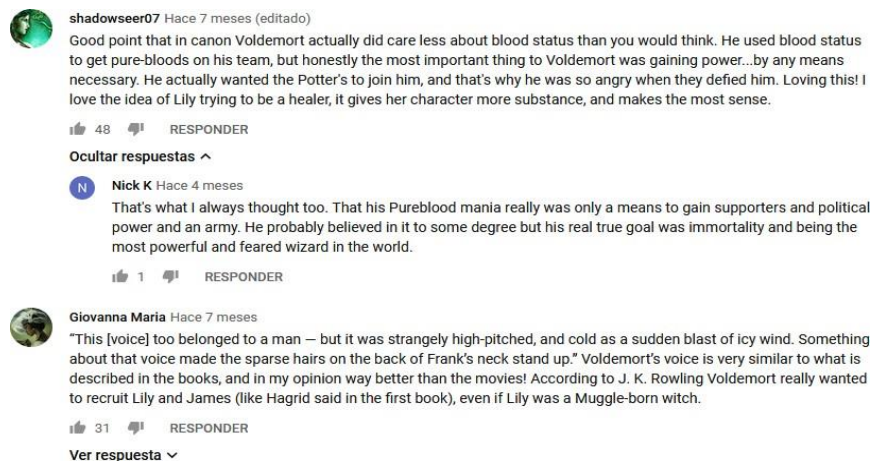 shadowseer07 Hace 7 meses (editado)
Good point that in canon Voldemort actually did care less about blood status than you would think. He used blood status
to get pure-bloods on his team, but honestly the most important thing to Voldemort was gaining power...by any means
necessary. He actually wanted the Potter's to join him, and that's why he was so angry when they defied him. Loving this! I
love the idea of Lily trying to be a healer, it gives her character more substance, and makes the most sense.
48 RESPONDER
Ocultar respuestas
N
Nick K Hace 4 meses
That's what I always thought too. That his Pureblood mania really was only a means to gain supporters and political
power and an army. He probably believed in it to some degree but his real true goal was immortality and being the
most powerful and feared wizard in the world.
1 RESPONDER
Giovanna Maria Hace 7 meses
“This [voice] too belonged to a man — but it was strangely high-pitched, and cold as a sudden blast of icy wind. Something
about that voice made the sparse hairs on the back of Frank’s neck stand up.” Voldemort’s voice is very similar to what is
described in the books, and in my opinion way better than the movies! According to J. K. Rowling Voldemort really wanted
to recruit Lily and James (like Hagrid said in the first book), even if Lily was a Muggle-born witch.
31 RESPONDER
Ver respuesta